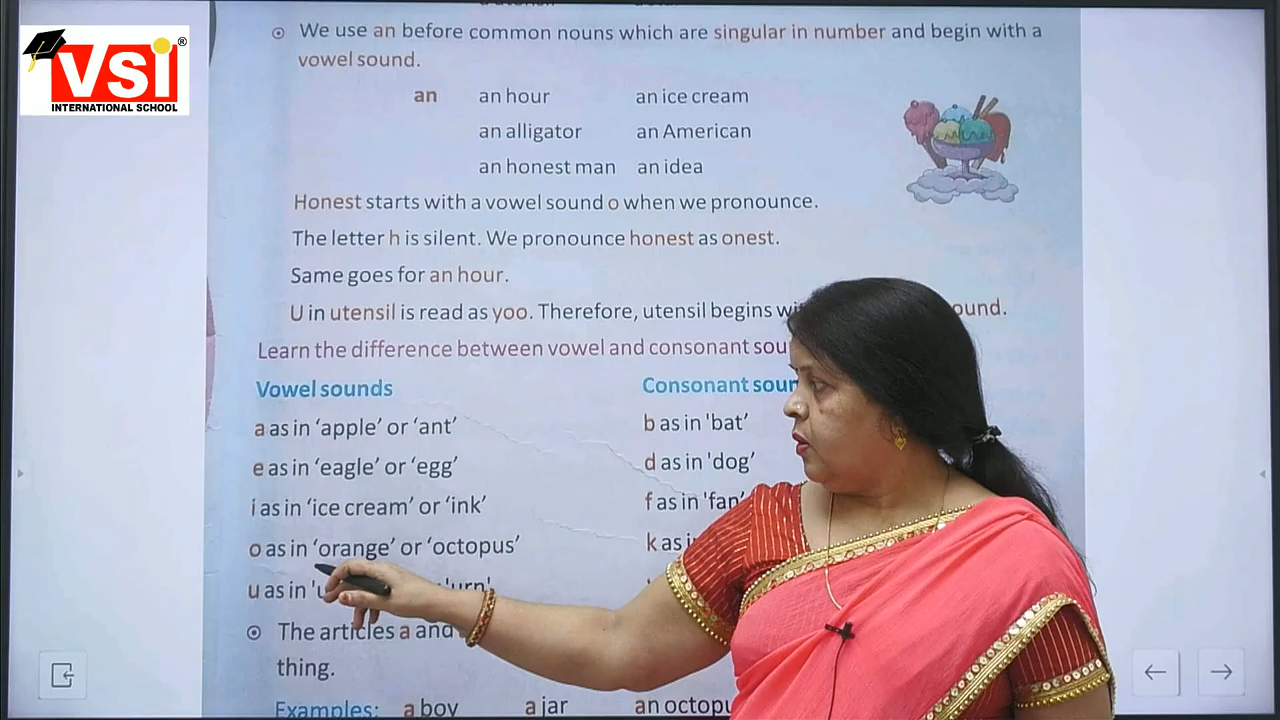 VSI ®
INTERNATIONAL SCHOOL
We use an before common nouns which are singular in number and begin with a
vowel sound.
an an hour an ice cream
an alligator an American
an honest man an idea
Honest starts with a vowel sound o when we pronounce.
The letter h is silent. We pronounce honest as onest.
Same goes for an hour.
U in utensil is read as yoo. Therefore, utensil begins
Learn the difference between vowel and consonant
Vowel sounds Consonant
a as in 'apple' or 'ant' b as in 'bat'
e as in 'eagle' or 'egg' d as in 'dog'
i as in 'ice cream' or 'ink' f as in 'fan'
o as in 'orange' or 'octopus' k as
u as in 'urn'
The articles a and
thing.
Examples: a boy a jar an